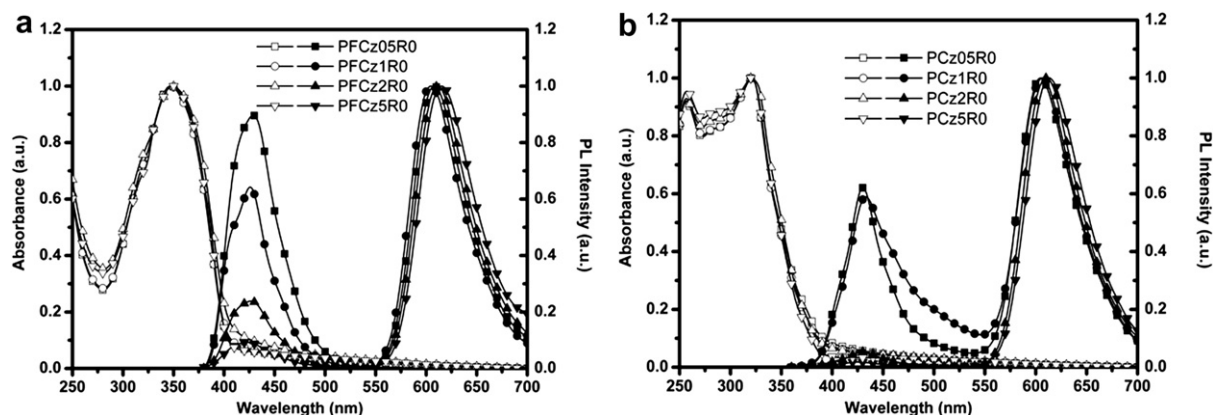 a
1.2
1.0
0.8
0.6
0.4
0.2
0.0
Absorbance (a.u.)
PFCz05R0
PFCz1R0
PFCz2R0
PFCz5R0
1.2
1.0
0.8
0.6
0.4
0.2
0.0
PL Intensity (a.u.)
250 300 350 400 450 500 550 600 650 700
Wavelength (nm)
b
1.2
1.0
0.8
0.6
0.4
0.2
0.0
Absorbance (a.u.)
PCz05R0
PCz1R0
PCz2R0
PCz5R0
1.2
1.0
0.8
0.6
0.4
0.2
0.0
PL Intensity (a.u.)
250 300 350 400 450 500 550 600 650 700
Wavelength (nm)